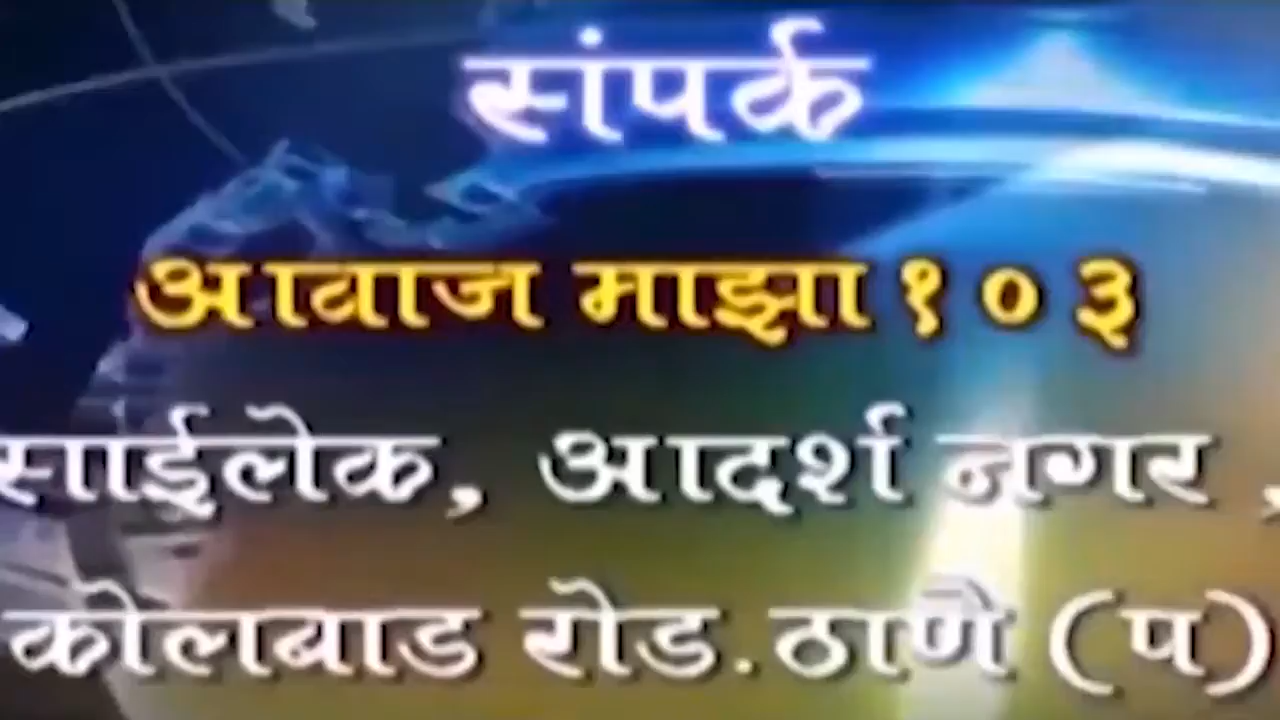 संपर्क
आवाज माझा १०३
साईलेक, आदर्श नगर ,
कोलबाड रोड.ठाणे (प)